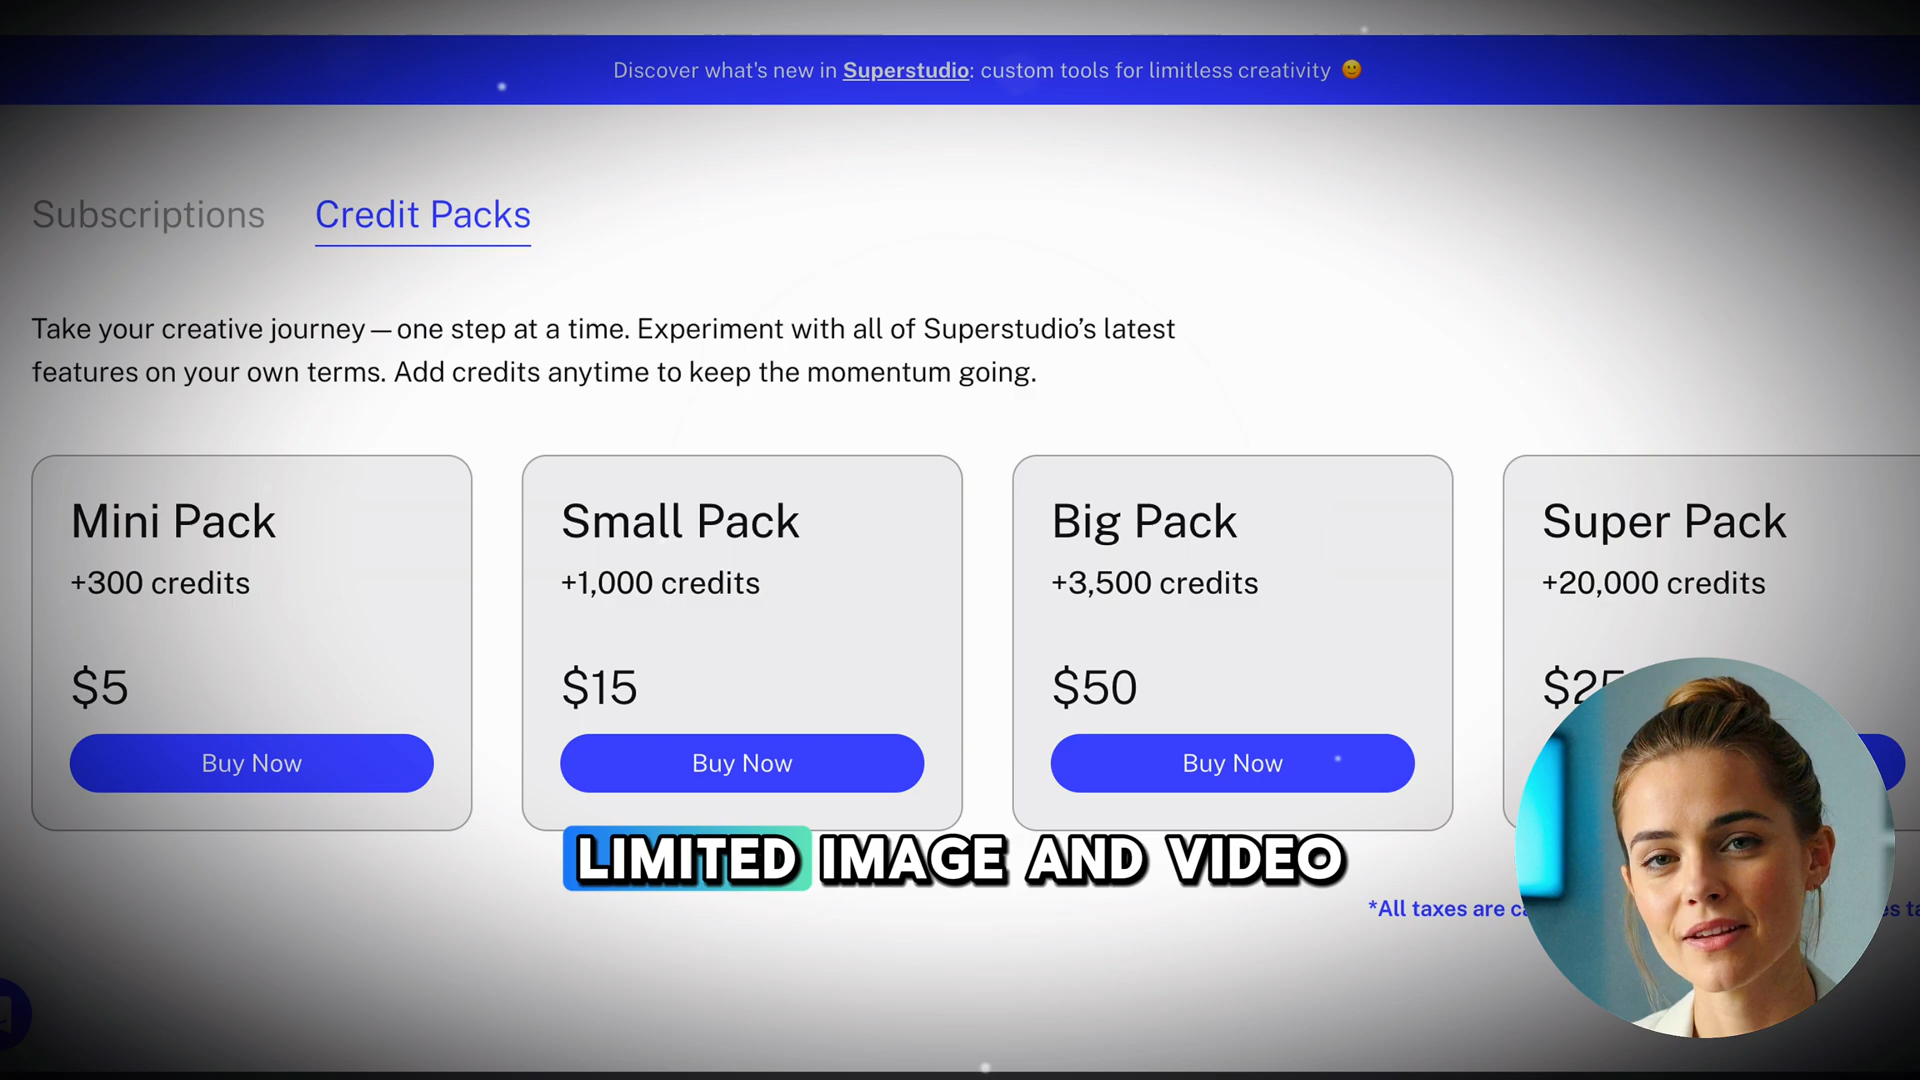 Discover what's new in Superstudio: custom tools for limitless creativity 🙂
Subscriptions
Credit Packs
Take your creative journey — one step at a time. Experiment with all of Superstudio’s latest
features on your own terms. Add credits anytime to keep the momentum going.
Mini Pack
+300 credits
$5
Buy Now
Small Pack
+1,000 credits
$15
Buy Now
Big Pack
+3,500 credits
$50
Buy Now
Super Pack
+20,000 credits
LIMITED IMAGE AND VIDEO
*All taxes are